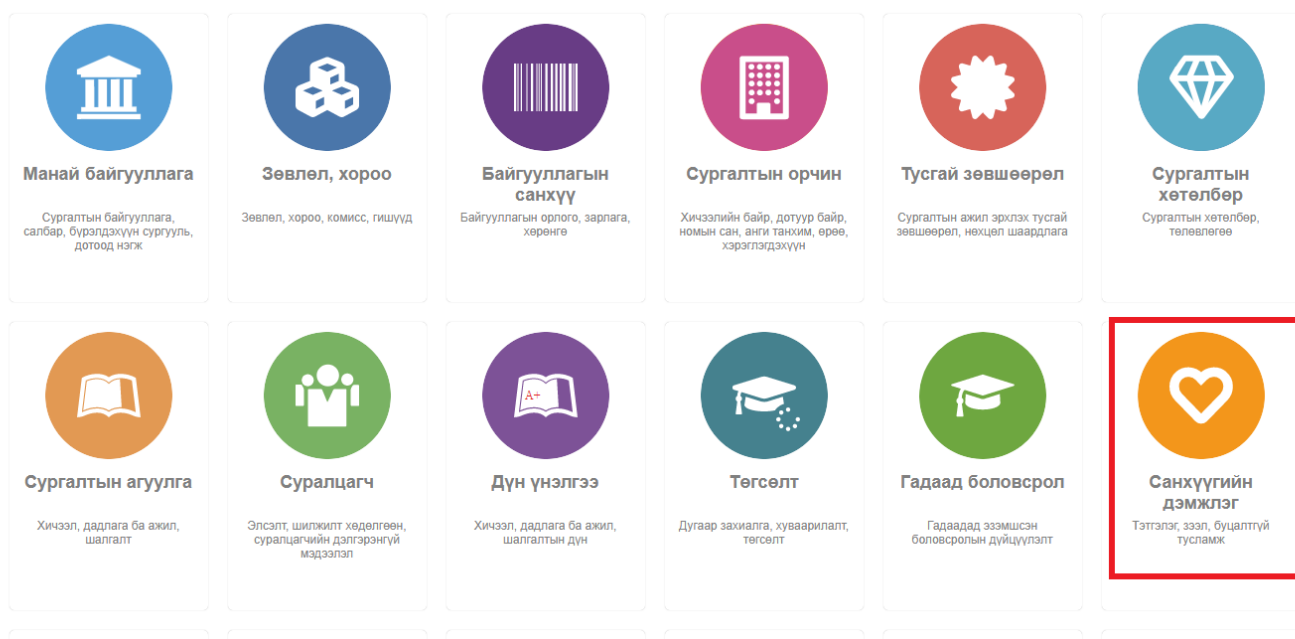 Манай байгууллага
Сургалтын байгууллага,
салбар, бүрэлдэхүүн сургууль,
дотоод нэгж
Зөвлөл, хороо
Зөвлөл, хороо, комисс, гишүүд
Байгууллагын
санхүү
Байгууллагын орлого, зарлага,
хөрөнгө
Сургалтын орчин
Хичээлийн байр, дотуур байр,
номын сан, анги танхим, өрөө,
хэрэглэгдэхүүн
Тусгай зөвшөөрөл
Сургалтын ажил эрхлэх тусгай
зөвшөөрөл, нөхцөл шаардлага
Сургалтын
хөтөлбөр
Сургалтын хөтөлбөр,
төлөвлөгөө
Сургалтын агуулга
Хичээл, дадлага ба ажил,
шалгалт
Суралцагч
Элсэлт, шилжилт хөдөлгөөн,
суралцагчийн дэлгэрэнгүй
мэдээлэл
A+
Дүн үнэлгээ
Хичээл, дадлага ба ажил,
шалгалтын дүн
Төгсөлт
Дугаар захиалга, хуваарилалт,
төгсөлт
Гадаад боловсрол
Гадаадад эзэмшсэн
боловсролын дүйцүүлэлт
Санхүүгийн
дэмжлэг
Тэтгэлэг, зээл, буцалтгүй
тусламж